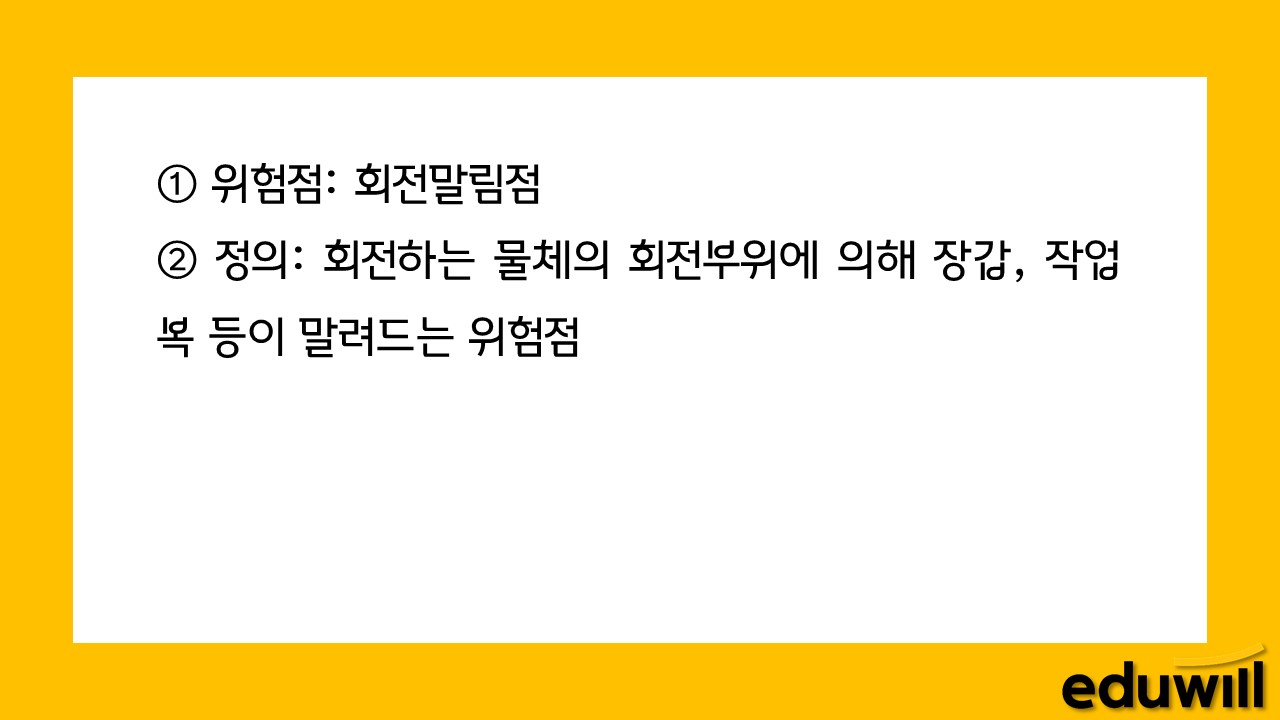 ① 위험점: 회전말림점
② 정의: 회전하는 물체의 회전부위에 의해 장갑, 작업
복 등이 말려드는 위험점
eduwill